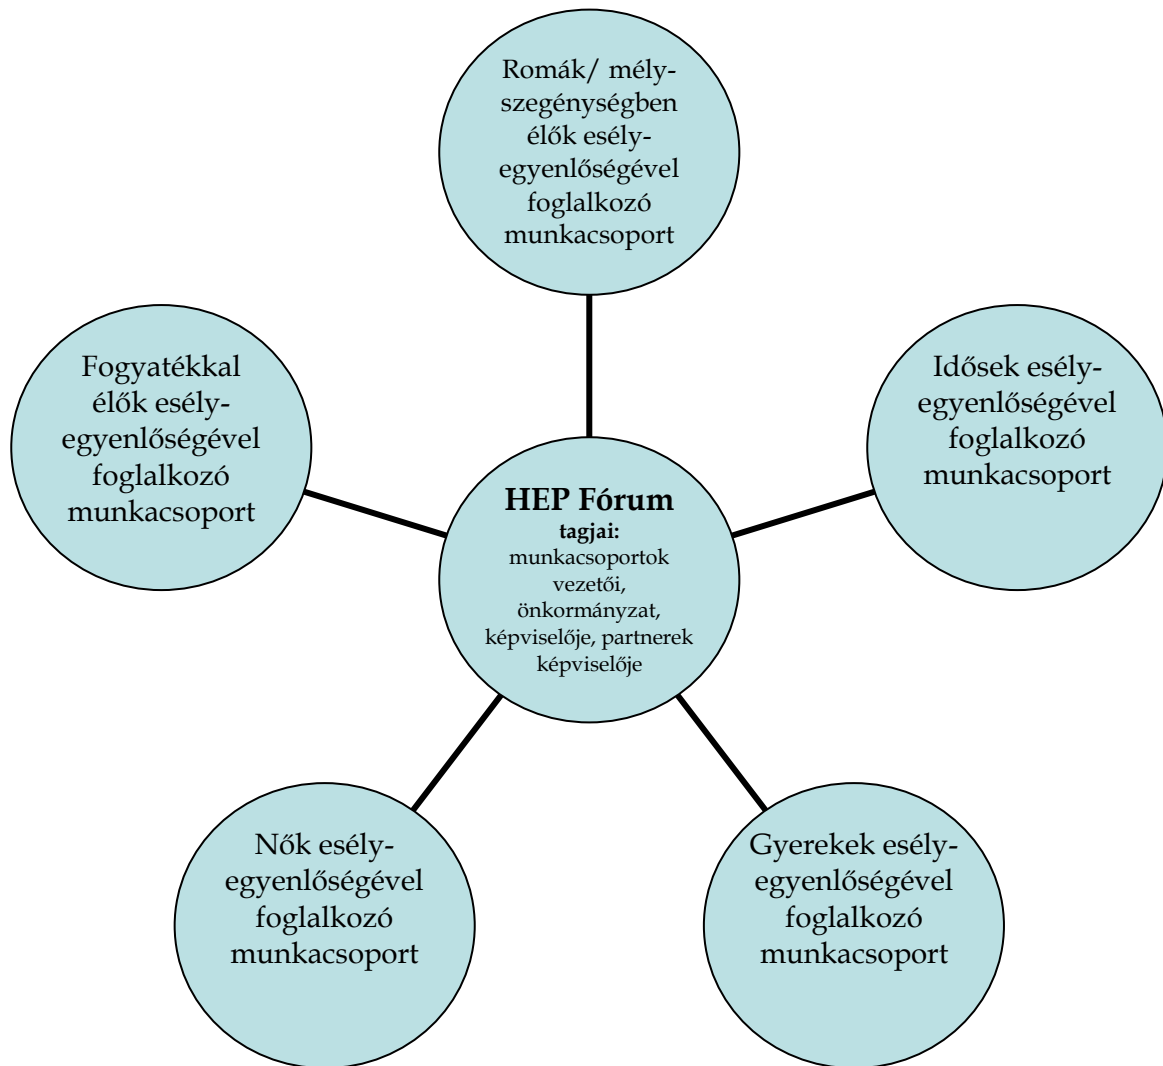 Romák/ mély-
szegénységben
élők esély-
egyenlőségével
foglalkozó
munkacsoport
Fogyatékkal
élők esély-
egyenlőségével
foglalkozó
munkacsoport
Idősek esély-
egyenlőségével
foglalkozó
munkacsoport
HEP Fórum
tagjai:
munkacsoportok
vezetői,
önkormányzat,
képviselője, partnerek
képviselője
Nők esély-
egyenlőségével
foglalkozó
munkacsoport
Gyerekek esély-
egyenlőségével
foglalkozó
munkacsoport